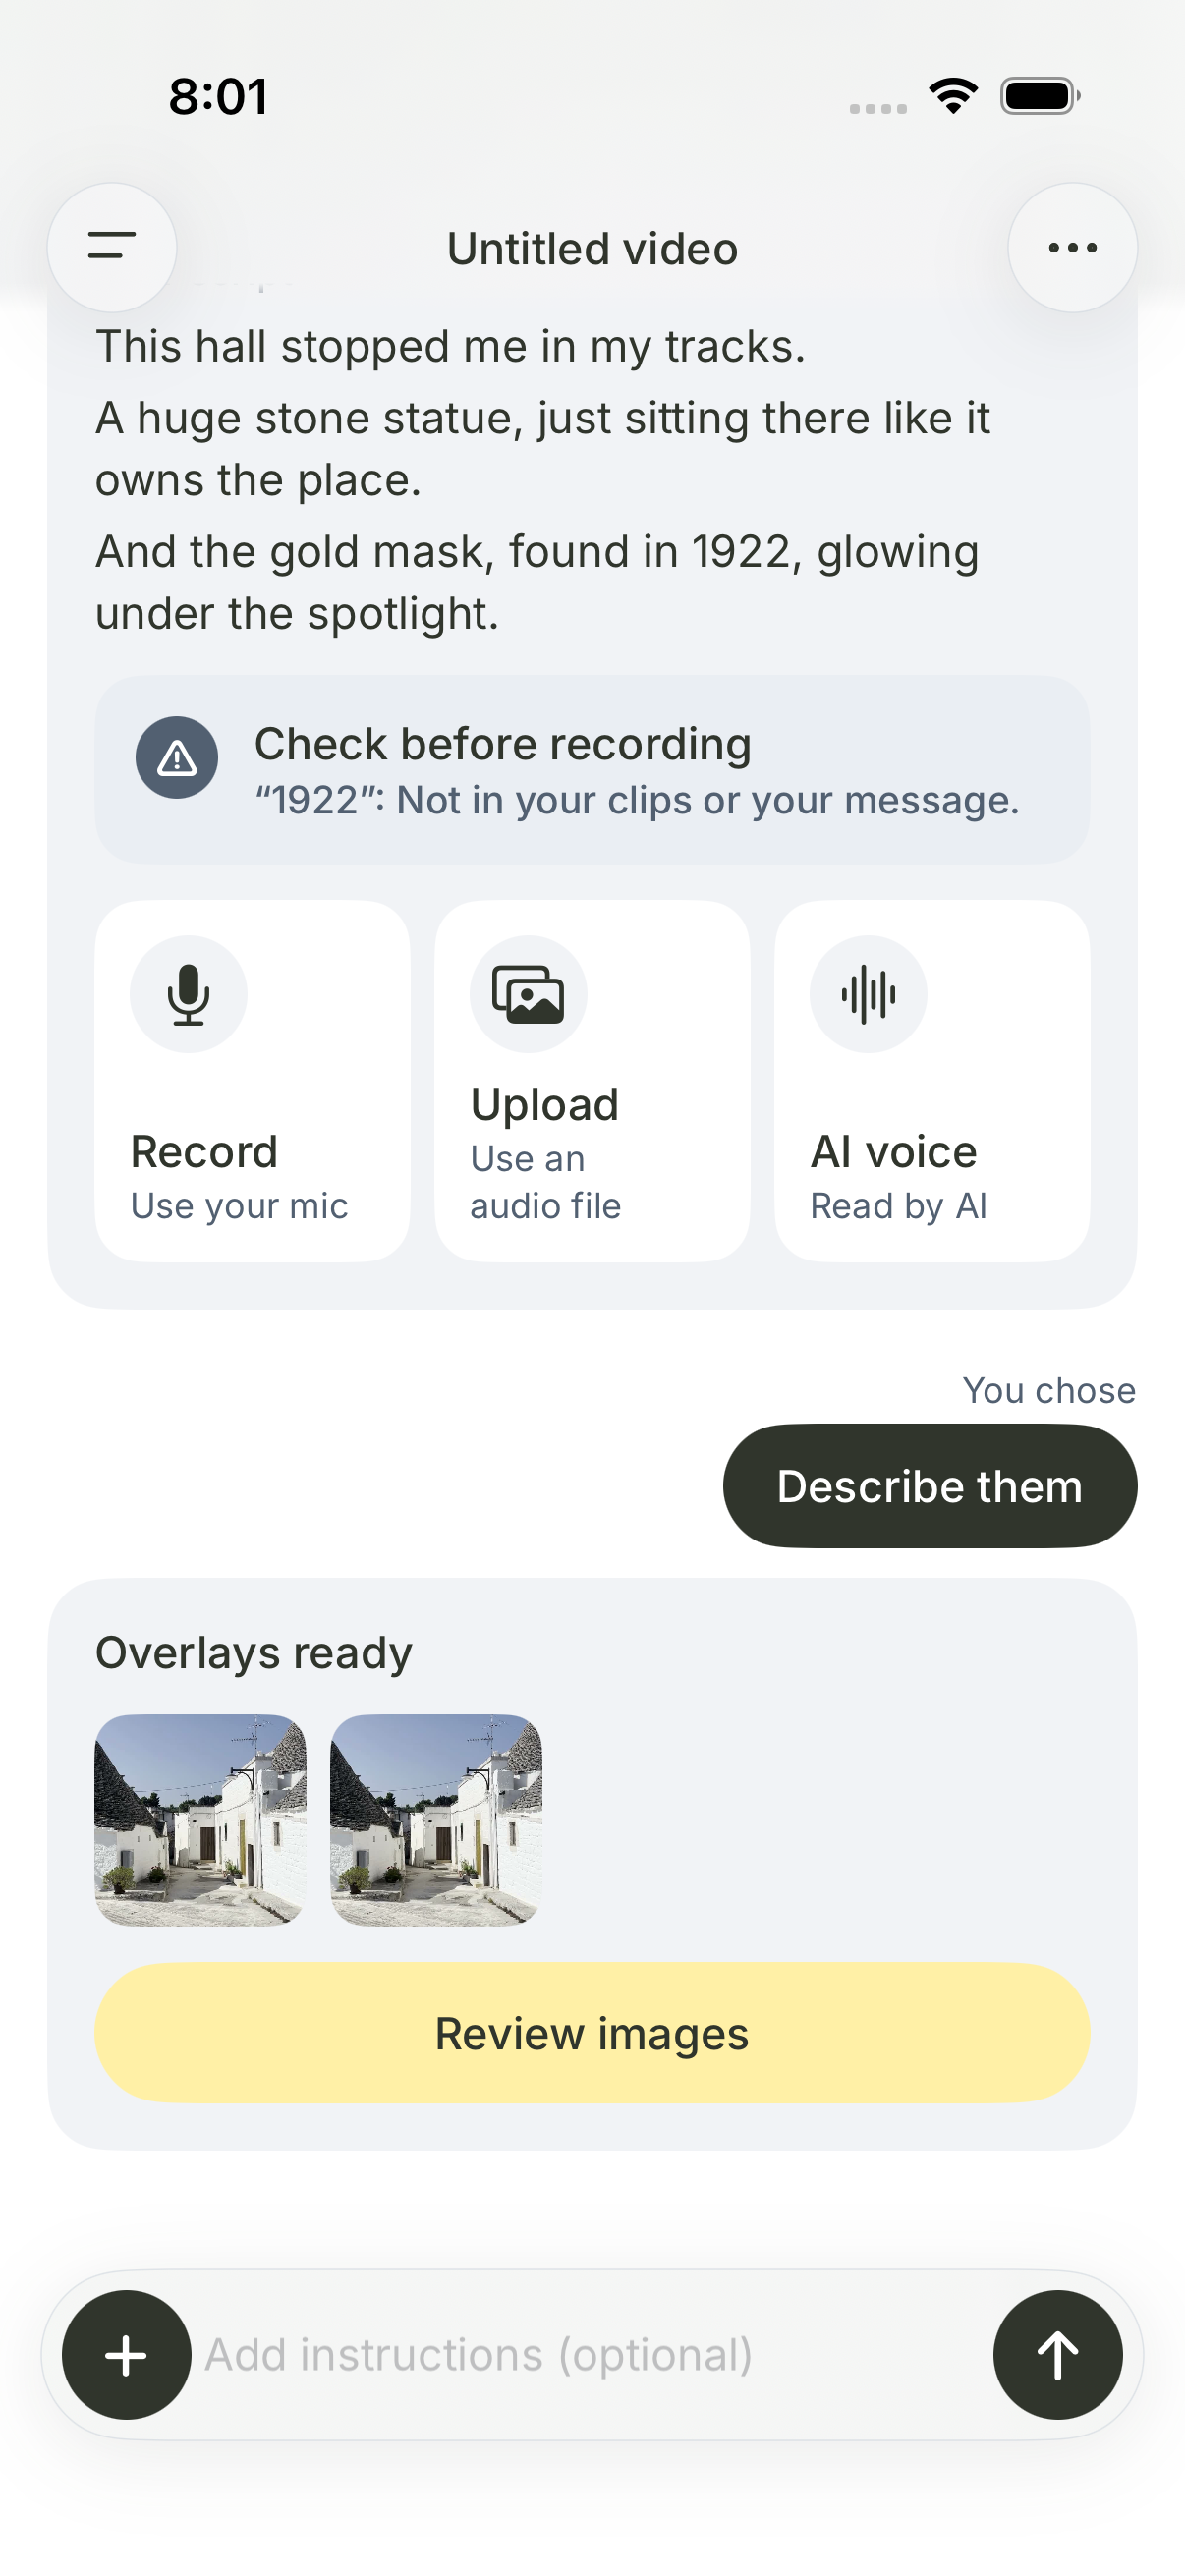 8:01
Untitled video
This hall stopped me in my tracks.
A huge stone statue, just sitting there like it
owns the place.
And the gold mask, found in 1922, glowing
under the spotlight.
Check before recording
“1922”: Not in your clips or your message.
Record
Use your mic
Upload
Use an
audio file
AI voice
Read by AI
You chose
Describe them
Overlays ready
Review images
Add instructions (optional)